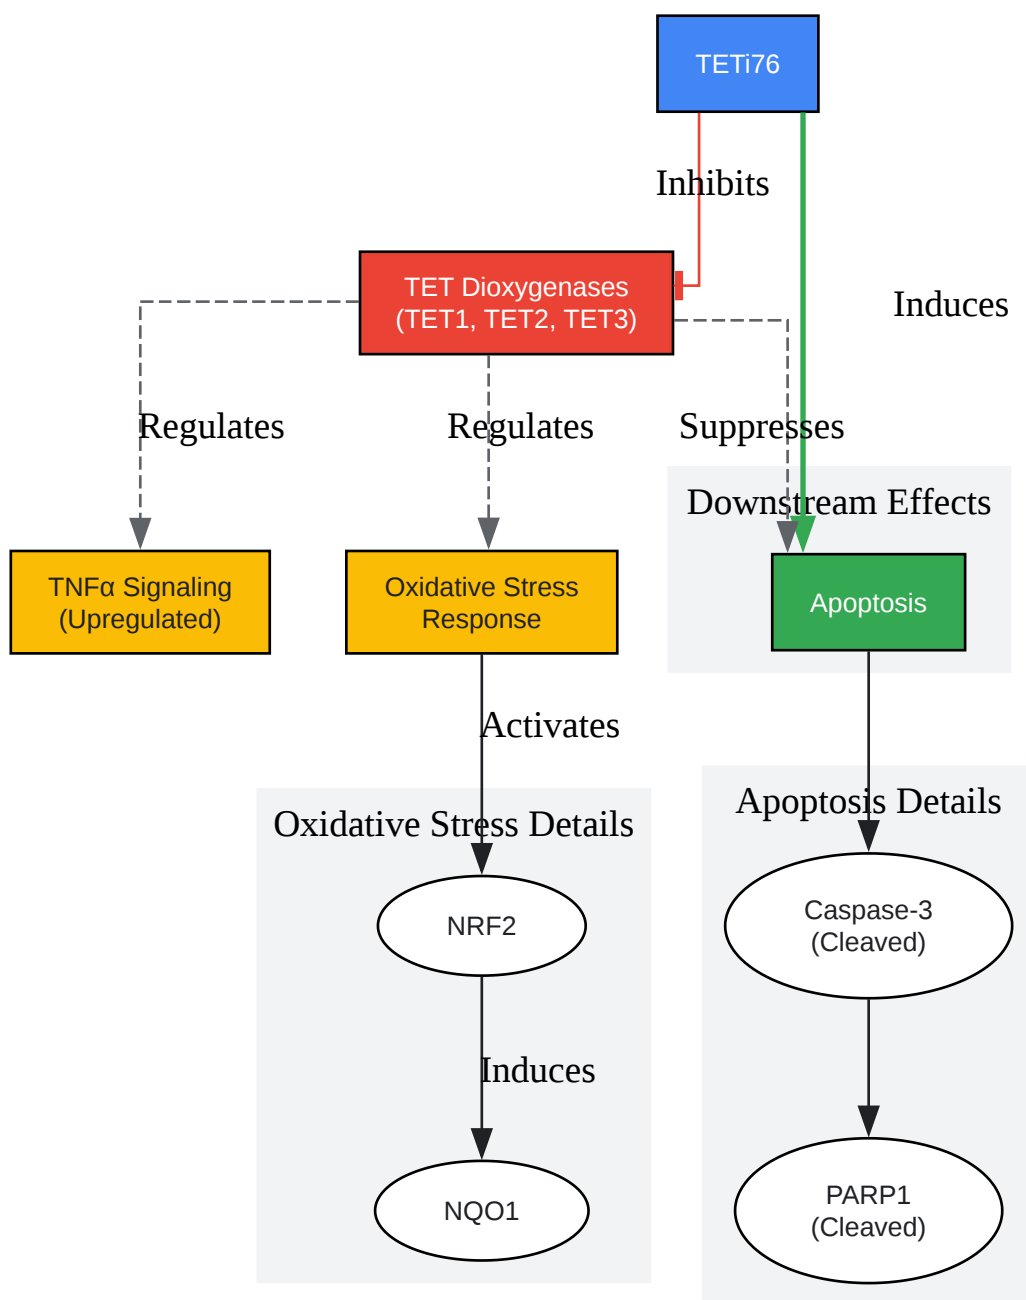 TETi76
Inhibits
TET Dioxygenases
(TET1, TET2, TET3)
Induces
Regulates
Regulates
Suppresses
Downstream Effects
TNFα Signaling
(Upregulated)
Oxidative Stress
Response
Apoptosis
Activates
Oxidative Stress Details
Apoptosis Details
NRF2
Caspase-3
(Cleaved)
Induces
NQO1
PARP1
(Cleaved)